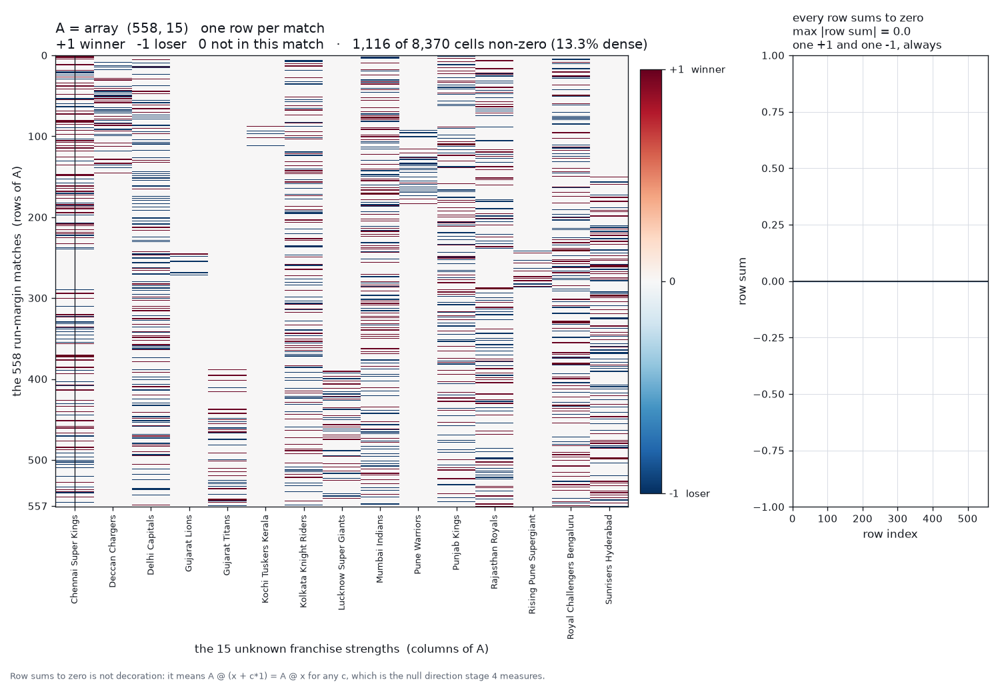 A = array  (558, 15)   one row per match
+1 winner   -1 loser   0 not in this match   ·   1,116 of 8,370 cells non-zero (13.3% dense)
every row sums to zero
max |row sum| = 0.0
one +1 and one -1, always
the 558 run-margin matches  (rows of A)
0
100
200
300
400
500
557
Chennai Super Kings
Deccan Chargers
Delhi Capitals
Gujarat Lions
Gujarat Titans
Kochi Tuskers Kerala
Kolkata Knight Riders
Lucknow Super Giants
Mumbai Indians
Pune Warriors
Punjab Kings
Rajasthan Royals
Rising Pune Supergiant
Royal Challengers Bengaluru
Sunrisers Hyderabad
the 15 unknown franchise strengths  (columns of A)
+1  winner
0
-1  loser
row sum
1.00
0.75
0.50
0.25
0.00
−0.25
−0.50
−0.75
−1.00
0 100 200 300 400 500
row index
Row sums to zero is not decoration: it means A @ (x + c*1) = A @ x for any c, which is the null direction stage 4 measures.